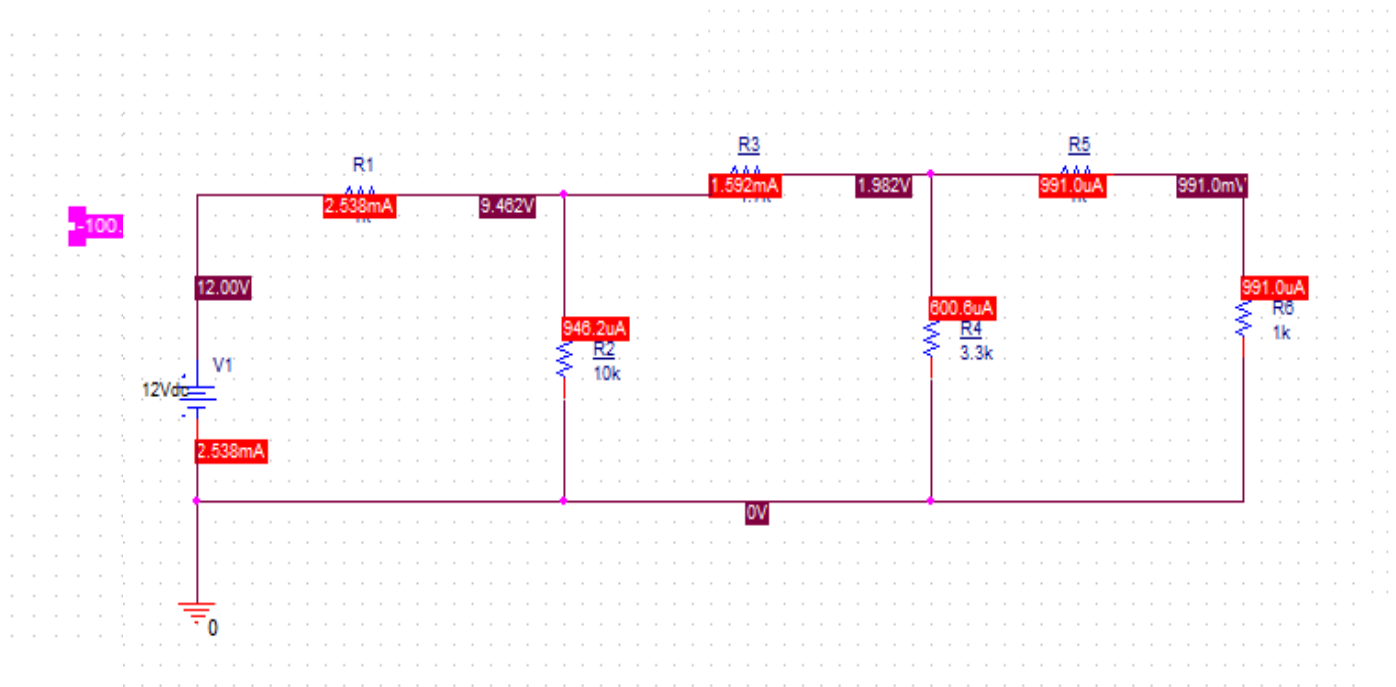 R3
R5
R1
1.592mA
1.982V
991.0uA
991.0mV
2.538mA
9.462V
-100.
12.00V
991.0uA
R6
1k
600.6uA
R4
3.3k
946.2uA
R2
10k
V1
12Vdc
2.538mA
0V
0